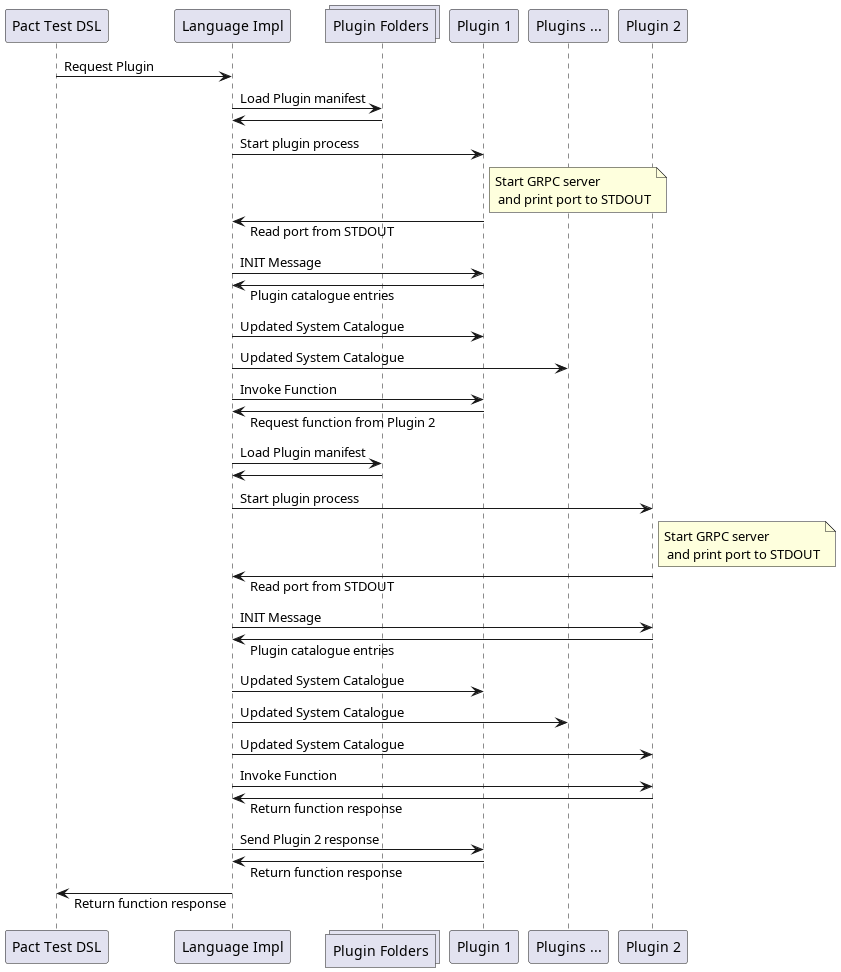 Pact Test DSL
Language Impl
Plugin Folders
Plugin 1
Plugins ...
Plugin 2
Request Plugin
Load Plugin manifest
Start plugin process
Start GRPC server
and print port to STDOUT
Read port from STDOUT
INIT Message
Plugin catalogue entries
Updated System Catalogue
Updated System Catalogue
Invoke Function
Request function from Plugin 2
Load Plugin manifest
Start plugin process
Start GRPC server
and print port to STDOUT
Read port from STDOUT
INIT Message
Plugin catalogue entries
Updated System Catalogue
Updated System Catalogue
Updated System Catalogue
Invoke Function
Return function response
Send Plugin 2 response
Return function response
Return function response
Pact Test DSL
Language Impl
Plugin Folders
Plugin 1
Plugins ...
Plugin 2